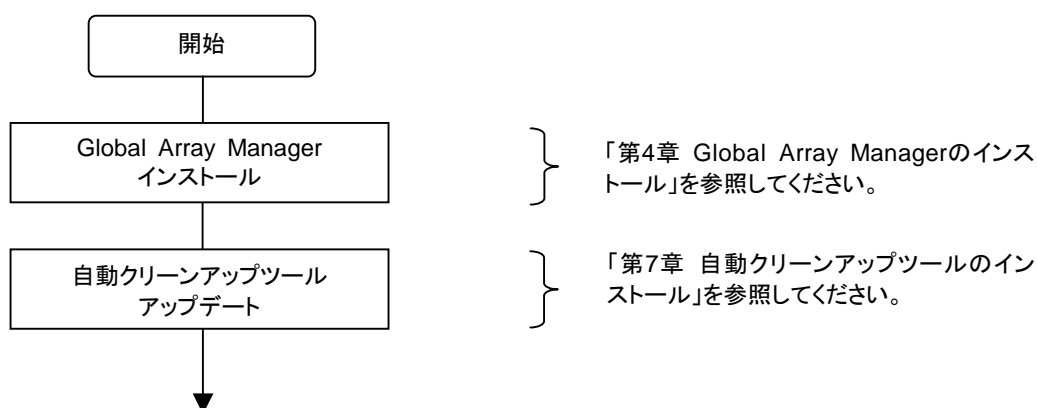 開始
Global Array Manager
インストール
「第4章 Global Array Managerのインス
トール」を参照してください。
自動クリーンアップツール
アップデート
「第7章 自動クリーンアップツールのイン
ストール」を参照してください。